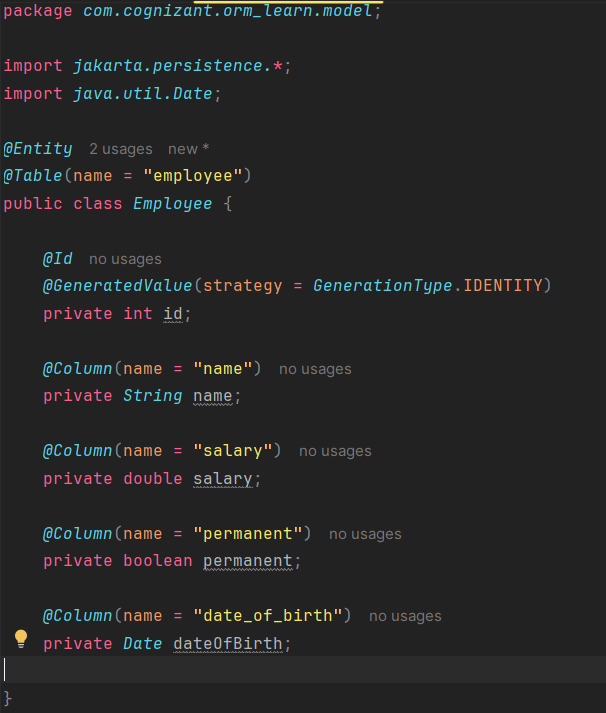 package com.cognizant.orm_learn.model;
import jakarta.persistence.*;
import java.util.Date;
@Entity 2 usages new *
@Table(name = "employee")
public class Employee {
@Id no usages
@GeneratedValue(strategy = GenerationType.IDENTITY)
private int id;
@Column(name = "name") no usages
private String name;
@Column(name = "salary") no usages
private double salary;
@Column(name = "permanent") no usages
private boolean permanent;
@Column(name = "date_of_birth") no usages
private Date dateOfBirth;
}